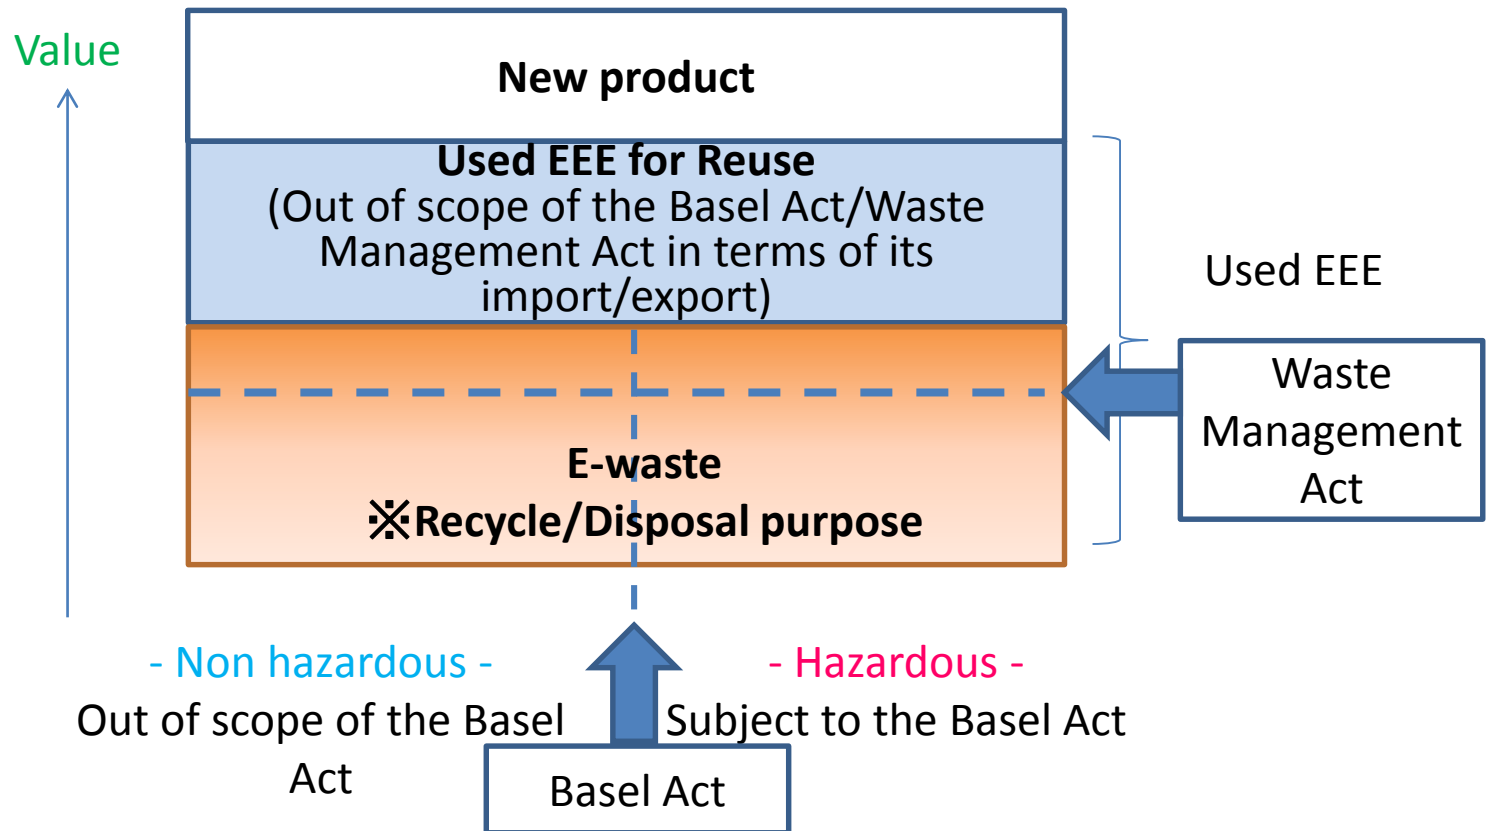 Value
New product
Used EEE for Reuse
(Out of scope of the Basel Act/Waste
Management Act in terms of its
import/export)
Used EEE
Waste
Management
Act
E-waste
※Recycle/Disposal purpose
- Non hazardous -
Out of scope of the Basel
Act
- Hazardous -
Subject to the Basel Act
Basel Act